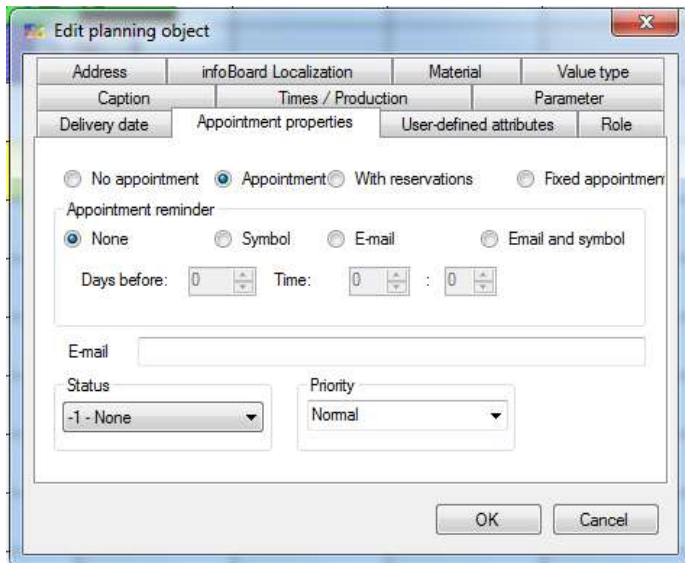 Edit planning object
Address infoBoard Localization Material Value type
Caption Times / Production Parameter
Delivery date Appointment properties User-defined attributes Role
No appointment Appointment With reservations Fixed appointmen
Appointment reminder
None Symbol E-mail Email and symbol
Days before: 0 Time: 0 : 0
E-mail
Status Priority
-1 - None Normal
OK Cancel